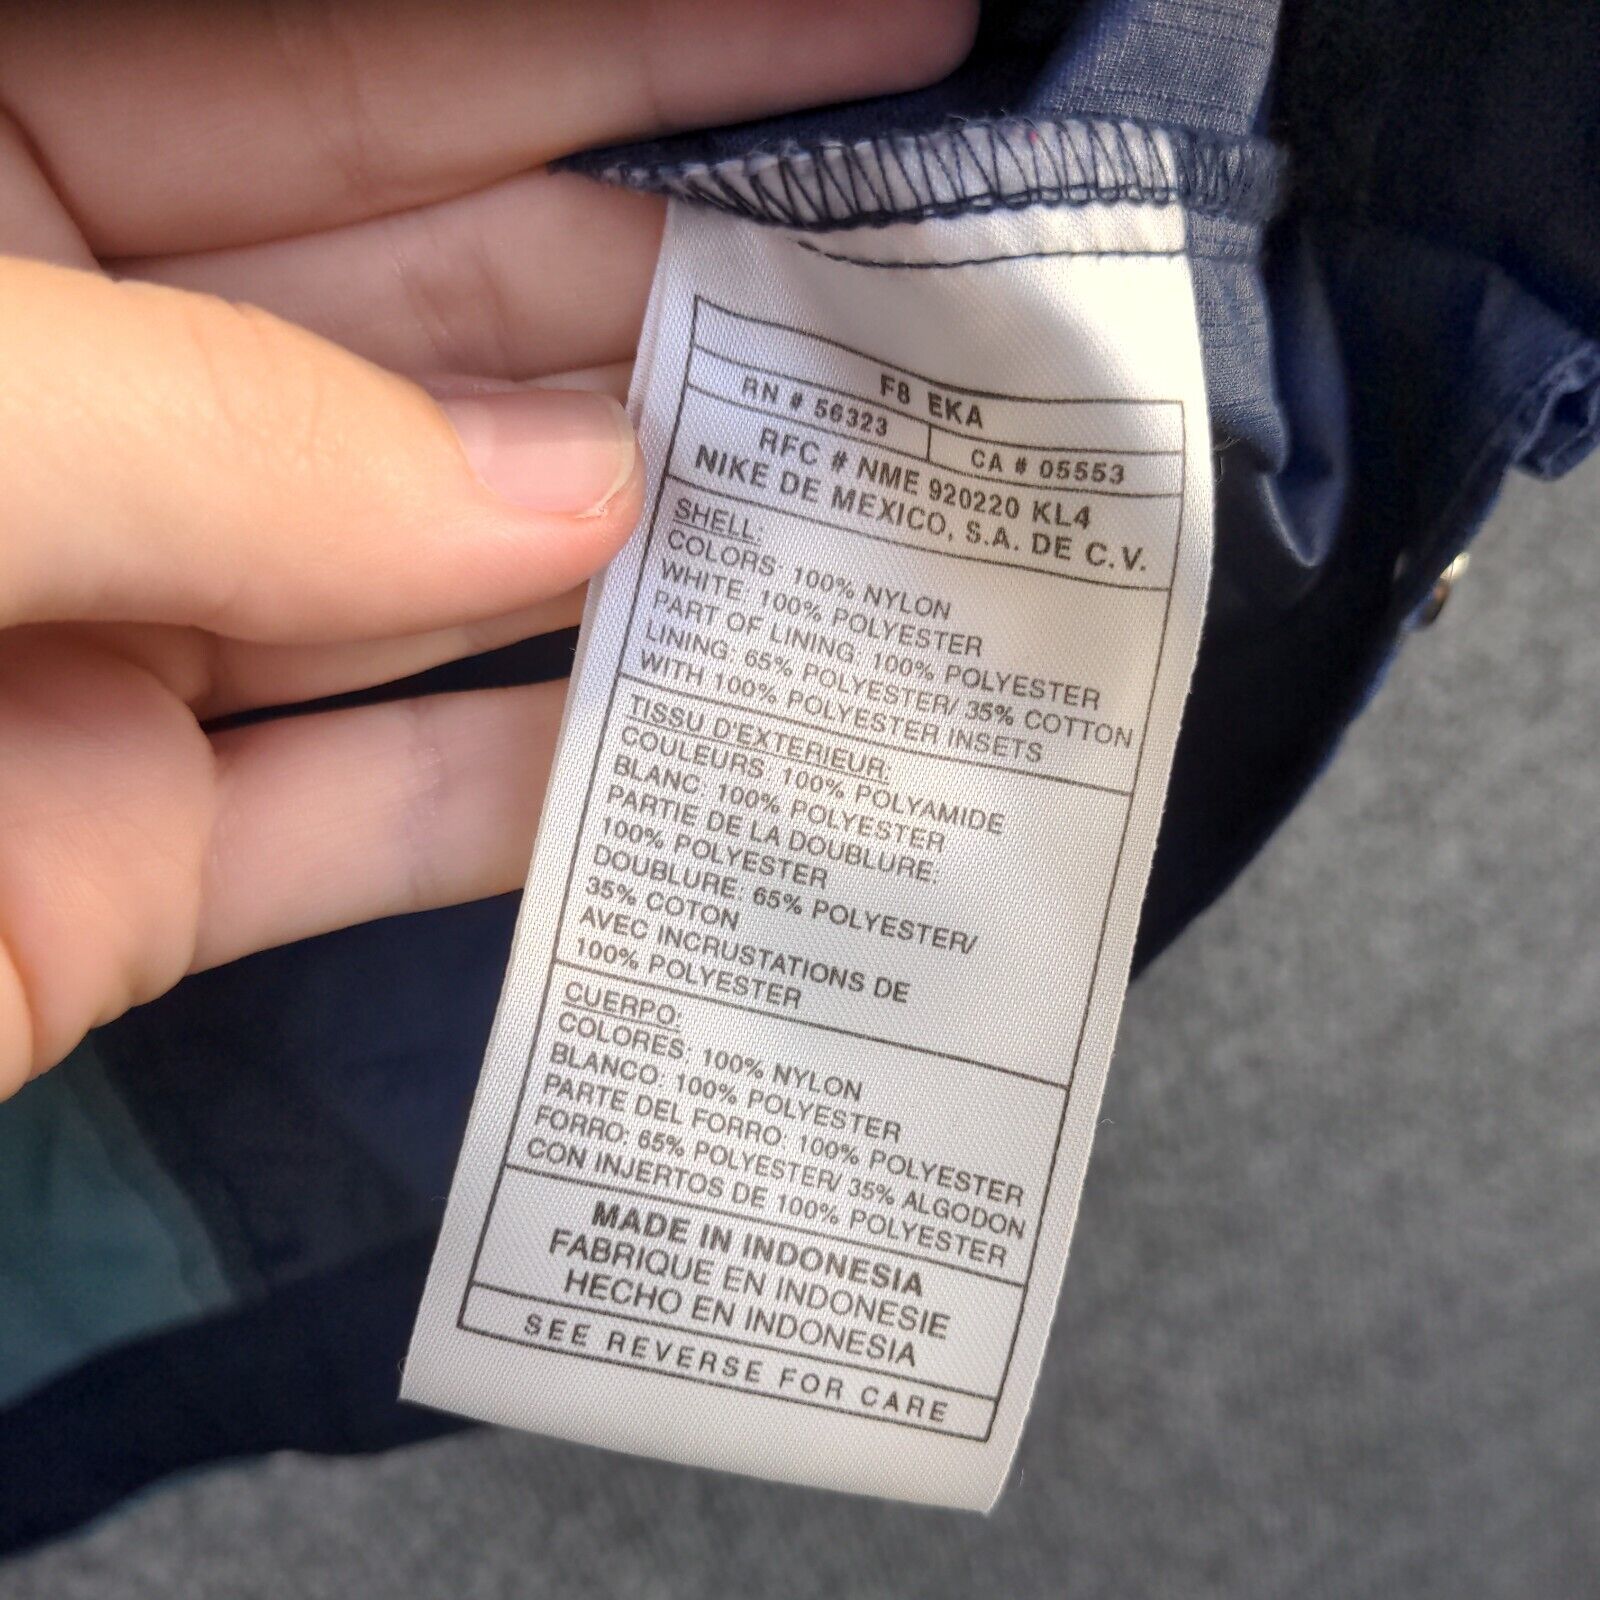 F8 EKA
RN # 56323
CA # 05553
RFC # NME 920220 KL4
NIKE DE MEXICO, S.A. DE C.V.
SHELL:
COLORS: 100% NYLON
WHITE: 100% POLYESTER
PART OF LINING: 100% POLYESTER
LINING: 65% POLYESTER/ 35% COTTON
WITH 100% POLYESTER INSETS
TISSU D'EXTERIEUR:
COULEURS: 100% POLYAMIDE
BLANC: 100% POLYESTER
PARTIE DE LA DOUBLURE:
100% POLYESTER
DOUBLURE: 65% POLYESTER/
35% COTON
AVEC INCRUSTATIONS DE
100% POLYESTER
CUERPO:
COLORES: 100% NYLON
BLANCO: 100% POLYESTER
PARTE DEL FORRO: 100% POLYESTER
FORRO: 65% POLYESTER/ 35% ALGODON
CON INJERTOS DE 100% POLYESTER
MADE IN INDONESIA
FABRIQUE EN INDONESIE
HECHO EN INDONESIA
SEE REVERSE FOR CARE